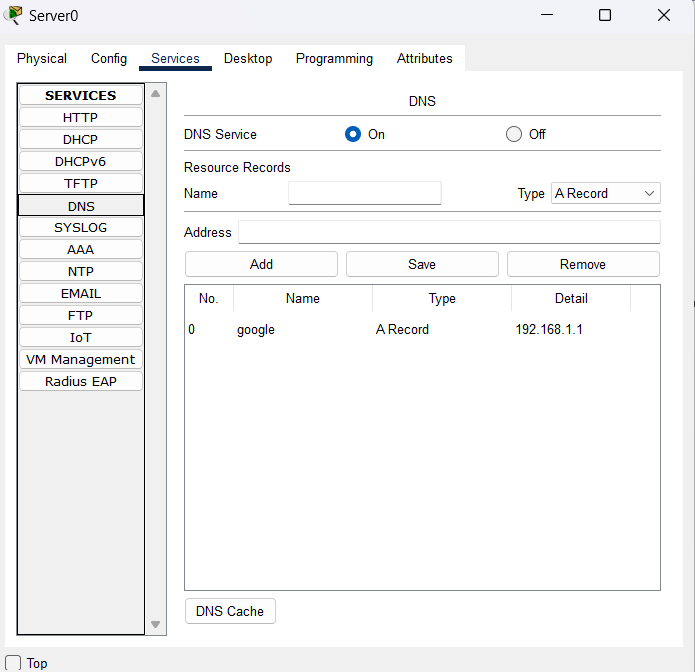 Server0
Physical Config Services Desktop Programming Attributes
SERVICES
HTTP
DHCP
DHCPv6
TFTP
DNS
SYSLOG
AAA
NTP
EMAIL
FTP
IoT
VM Management
Radius EAP
DNS
DNS Service On Off
Resource Records
Name Type A Record
Address
Add Save Remove
No. Name Type Detail
0 google A Record 192.168.1.1
DNS Cache
Top